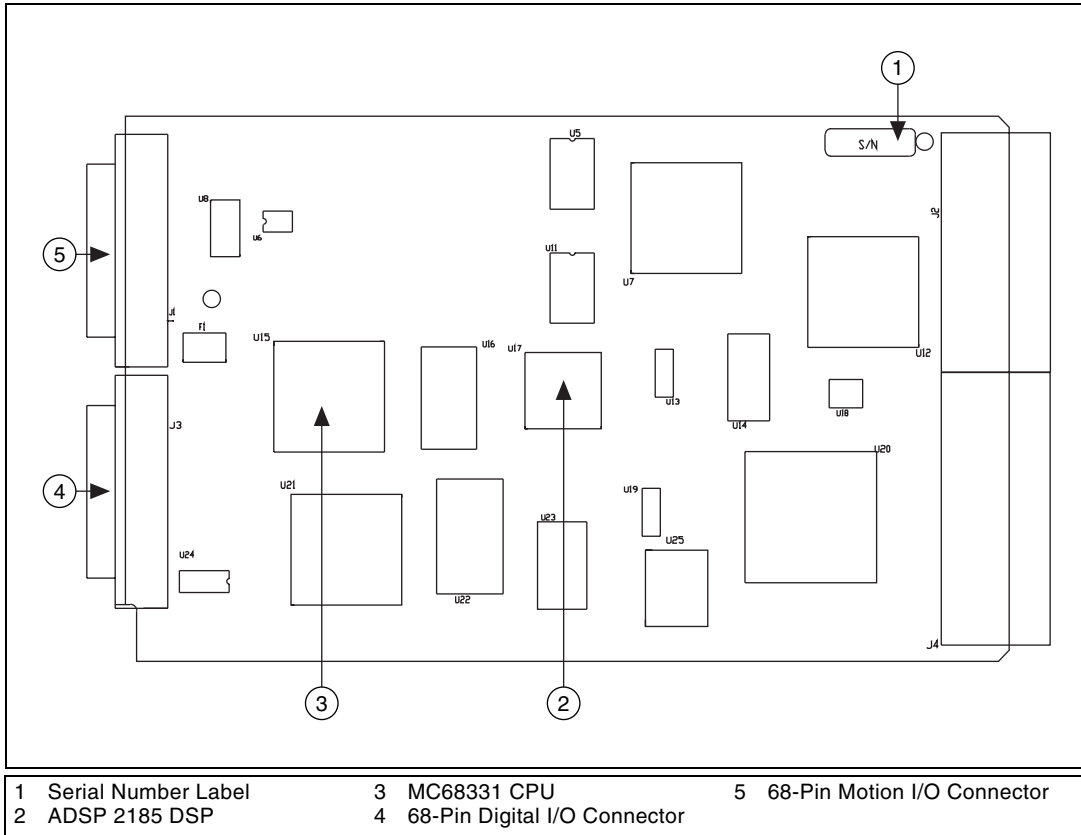 1
U5
S/N
U8
U6
J2
5
U11
U7
J1
F1
U15
U16
U17
U12
U13
U18
U14
J3
U20
4
U21
U19
U23
U25
U24
U22
J4
3
2
1 Serial Number Label 3 MC68331 CPU 5 68-Pin Motion I/O Connector
2 ADSP 2185 DSP 4 68-Pin Digital I/O Connector